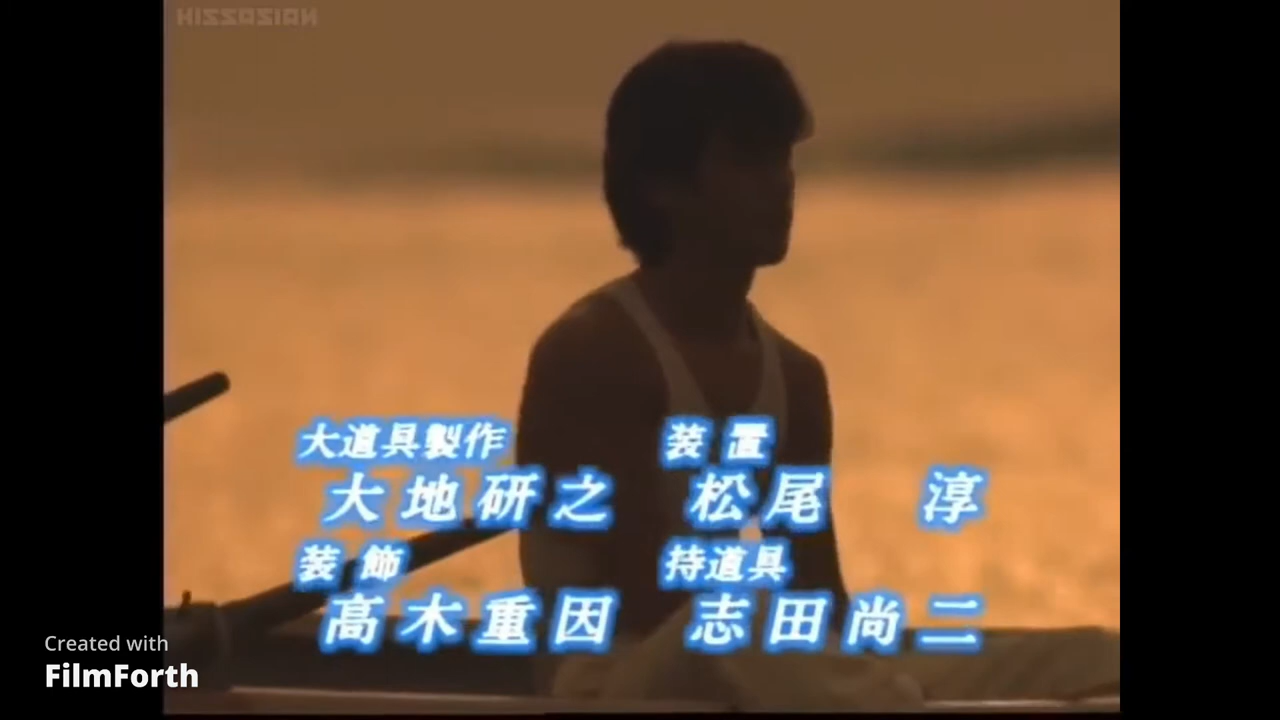 KISSASIAN
大道具製作 装置
大地研之 松尾 淳
装飾 持道具
高木重因 志田尚二
Created with
FilmForth